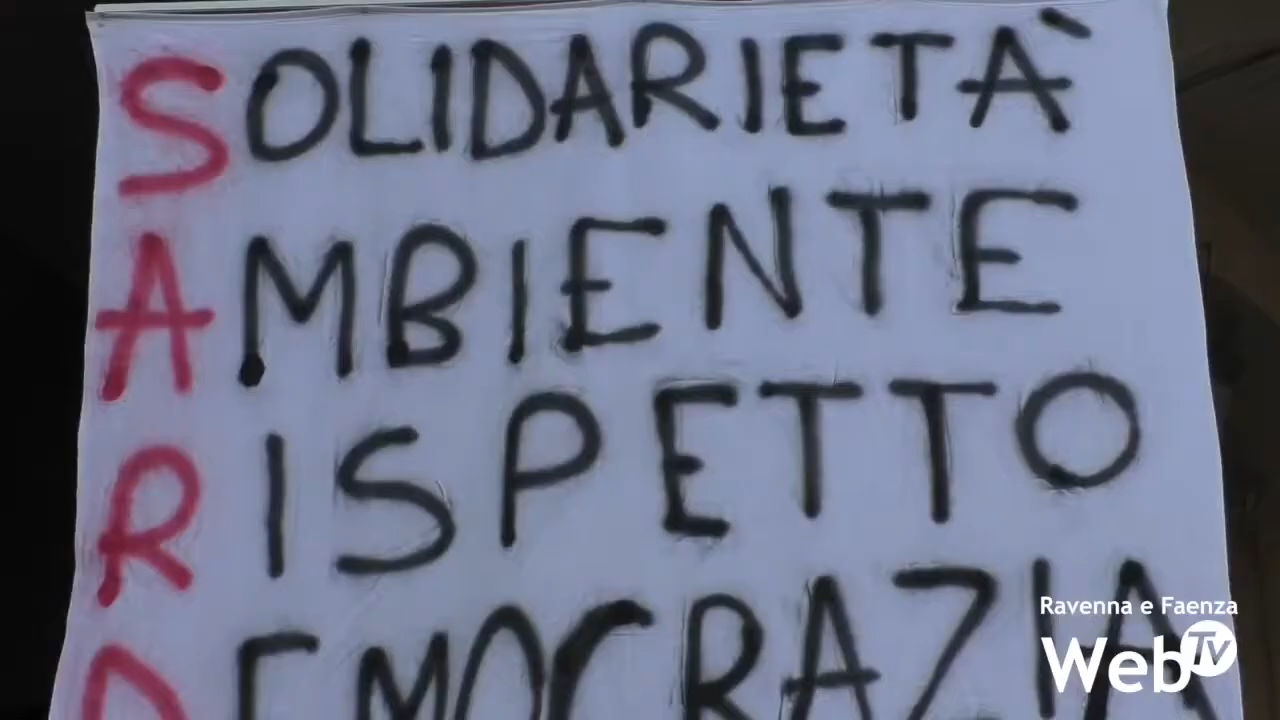 SOLIDARIETÀ
AMBIENTE
RISPETTO
DEMOCRAZIA
Ravenna e Faenza
WebTv